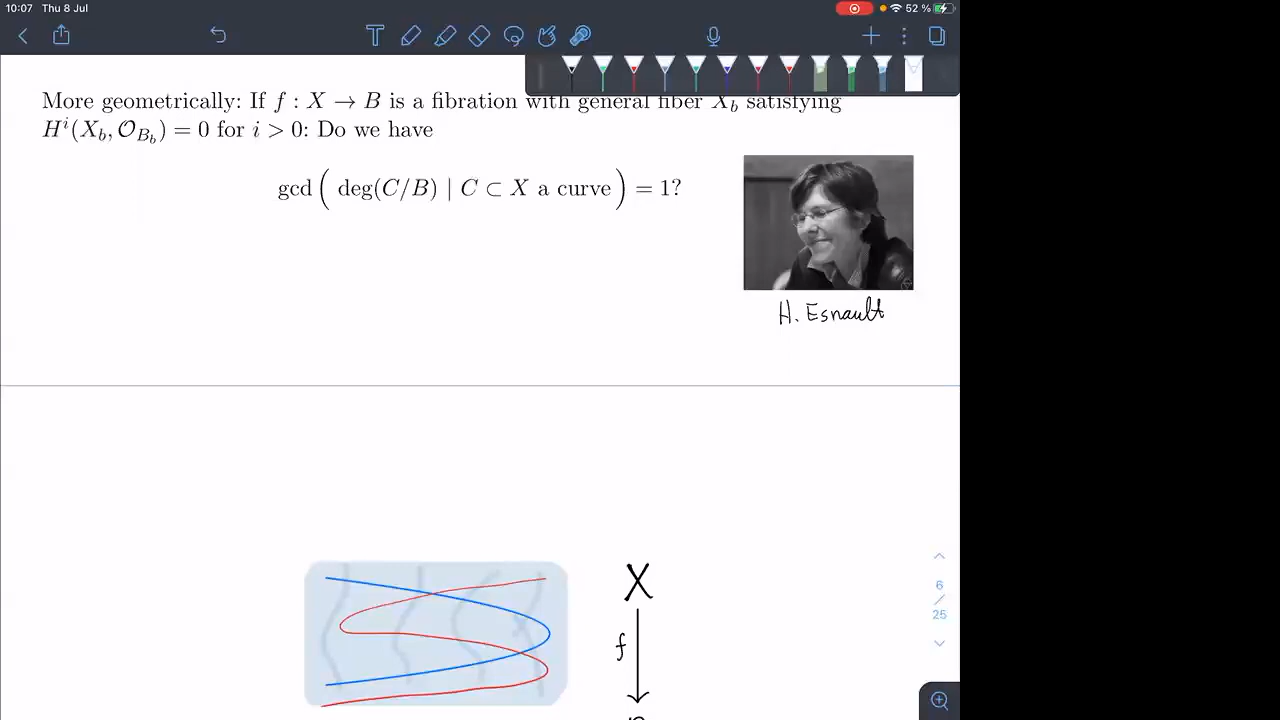 10:07 Thu 8 Jul
52 %
More geometrically: If f : X → B is a fibration with general fiber X_b satisfying
H^i(X_b, 𝒪_{B_b}) = 0 for i > 0: Do we have
gcd ( deg(C/B) | C ⊂ X a curve ) = 1?
H. Esnault
X
f
6
/
25